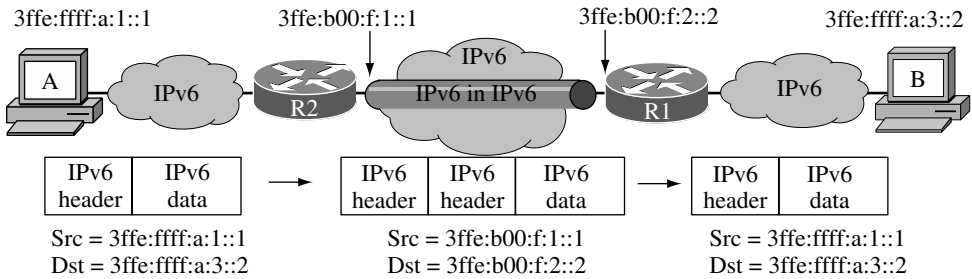 3ffe:ffff:a:1::1
3ffe:b00:f:1::1
3ffe:b00:f:2::2
3ffe:ffff:a:3::2
A
IPv6
R2
IPv6
IPv6 in IPv6
R1
IPv6
B
IPv6 header
IPv6 data
IPv6 header
IPv6 header
IPv6 data
IPv6 header
IPv6 data
Src = 3ffe:ffff:a:1::1
Dst = 3ffe:ffff:a:3::2
Src = 3ffe:b00:f:1::1
Dst = 3ffe:b00:f:2::2
Src = 3ffe:ffff:a:1::1
Dst = 3ffe:ffff:a:3::2